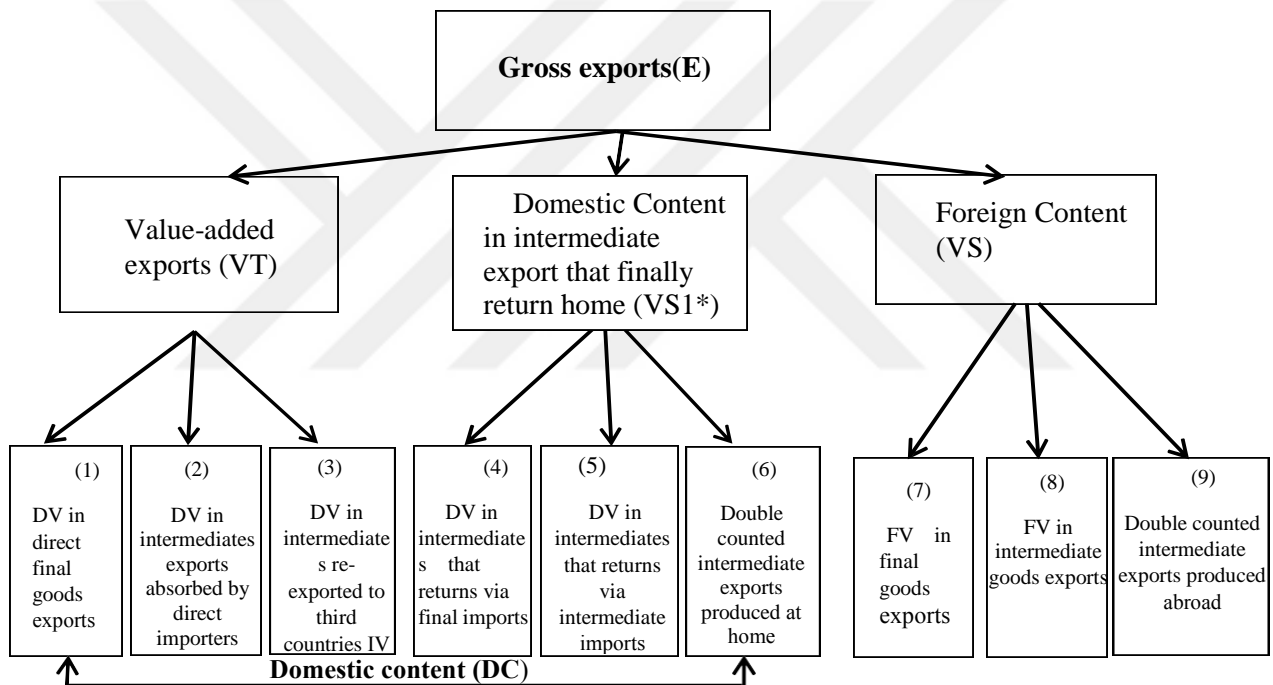 Gross exports(E)
Value-added
exports (VT)
Domestic Content
in intermediate
export that finally
return home (VS1*)
Foreign Content
(VS)
(1)
DV in
direct
final
goods
exports
(2)
DV in
intermediates
exports
absorbed by
direct
importers
(3)
DV in
intermediate
s re-
exported to
third
countries IV
(4)
DV in
intermediate
s that
returns via
final imports
(5)
DV in
intermediates
that returns
via
intermediate
imports
(6)
Double
counted
intermediate
exports
produced at
home
(7)
FV in
final
goods
exports
(8)
FV in
intermediate
goods exports
(9)
Double counted
intermediate
exports produced
abroad
Domestic content (DC)